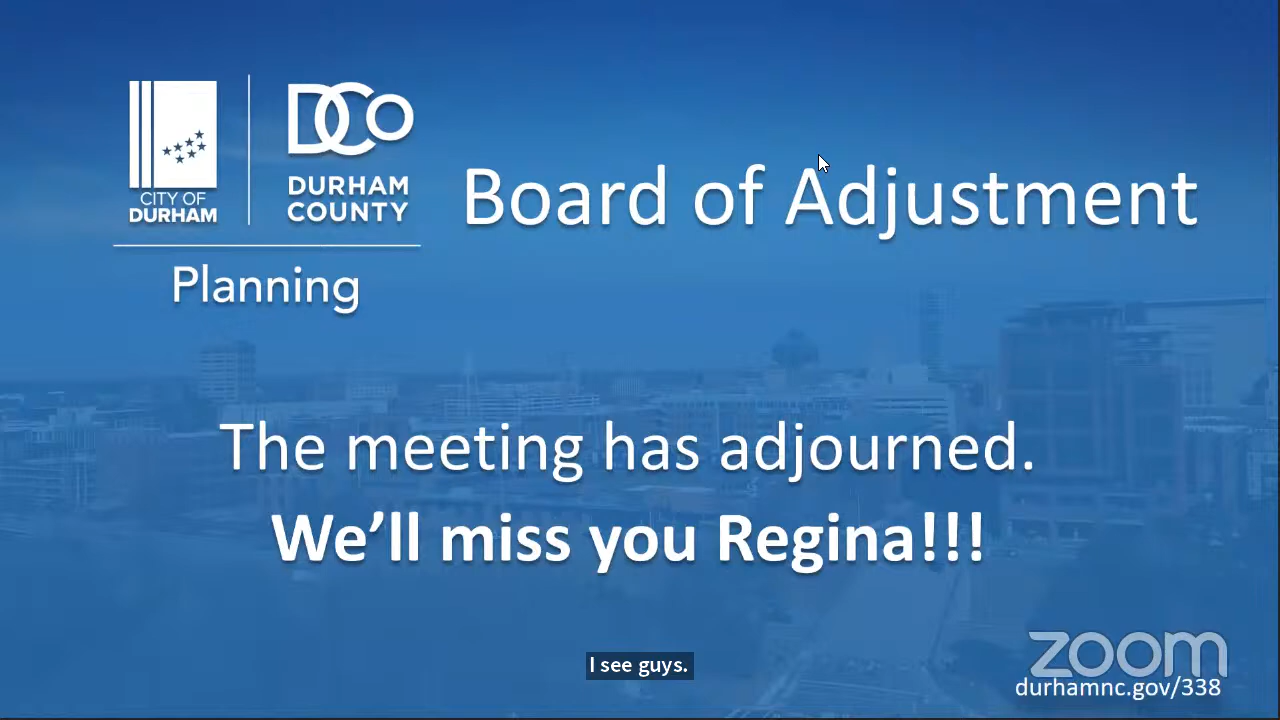 CITY OF
DURHAM
DCo
DURHAM
COUNTY
Planning
Board of Adjustment
The meeting has adjourned.
We'll miss you Regina!!!
I see guys.
zoom
durhamnc.gov/338